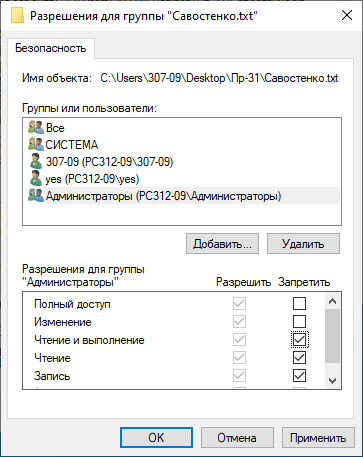 Разрешения для группы "Савостенко.txt"
Безопасность
Имя объекта: C:\Users\307-09\Desktop\Пр-31\Савостенко.txt
Группы или пользователи:
Все
СИСТЕМА
307-09 (PC312-09\307-09)
yes (PC312-09\yes)
Администраторы (PC312-09\Администраторы)
Добавить...
Удалить
Разрешения для группы
"Администраторы"
Разрешить
Запретить
Полный доступ
Изменение
Чтение и выполнение
Чтение
Запись
OK
Отмена
Применить